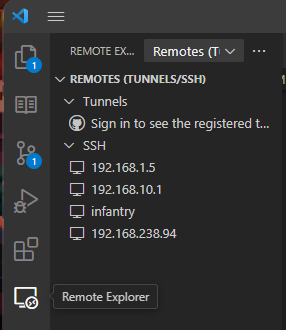 REMOTE EX...
Remotes (T
REMOTES (TUNNELS/SSH)
Tunnels
Sign in to see the registered t...
SSH
192.168.1.5
192.168.10.1
infantry
192.168.238.94
1
1
Remote Explorer